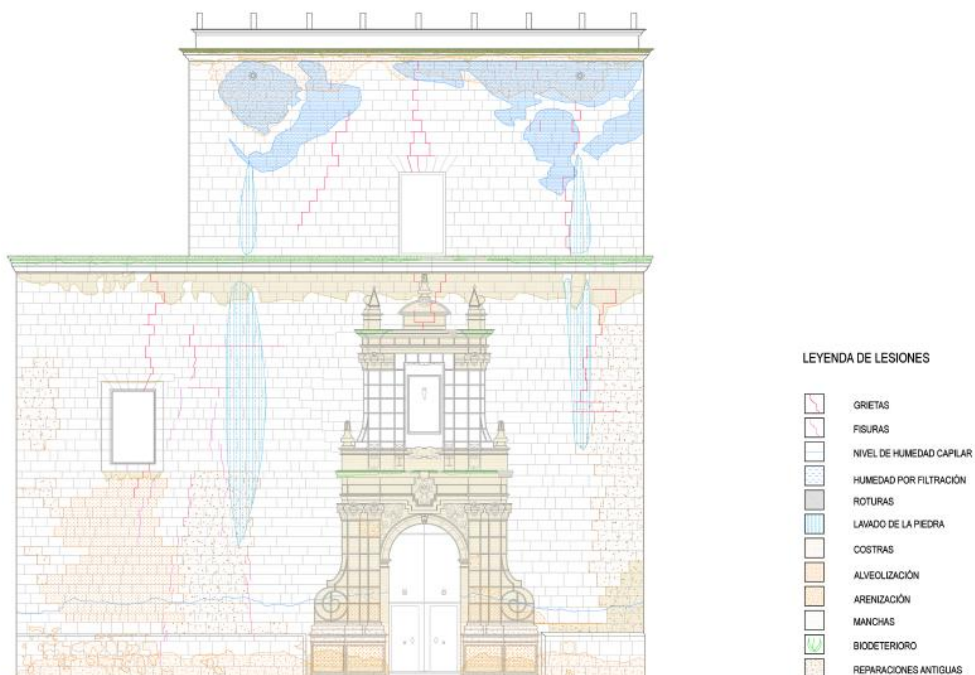 LEYENDA DE LESIONES
GRIETAS
FISURAS
NIVEL DE HUMEDAD CAPILAR
HUMEDAD POR FILTRACIÓN
ROTURAS
LAVADO DE LA PIEDRA
COSTRAS
ALVEOLIZACIÓN
ARENIZACIÓN
MANCHAS
BIODETERIORO
REPARACIONES ANTIGUAS